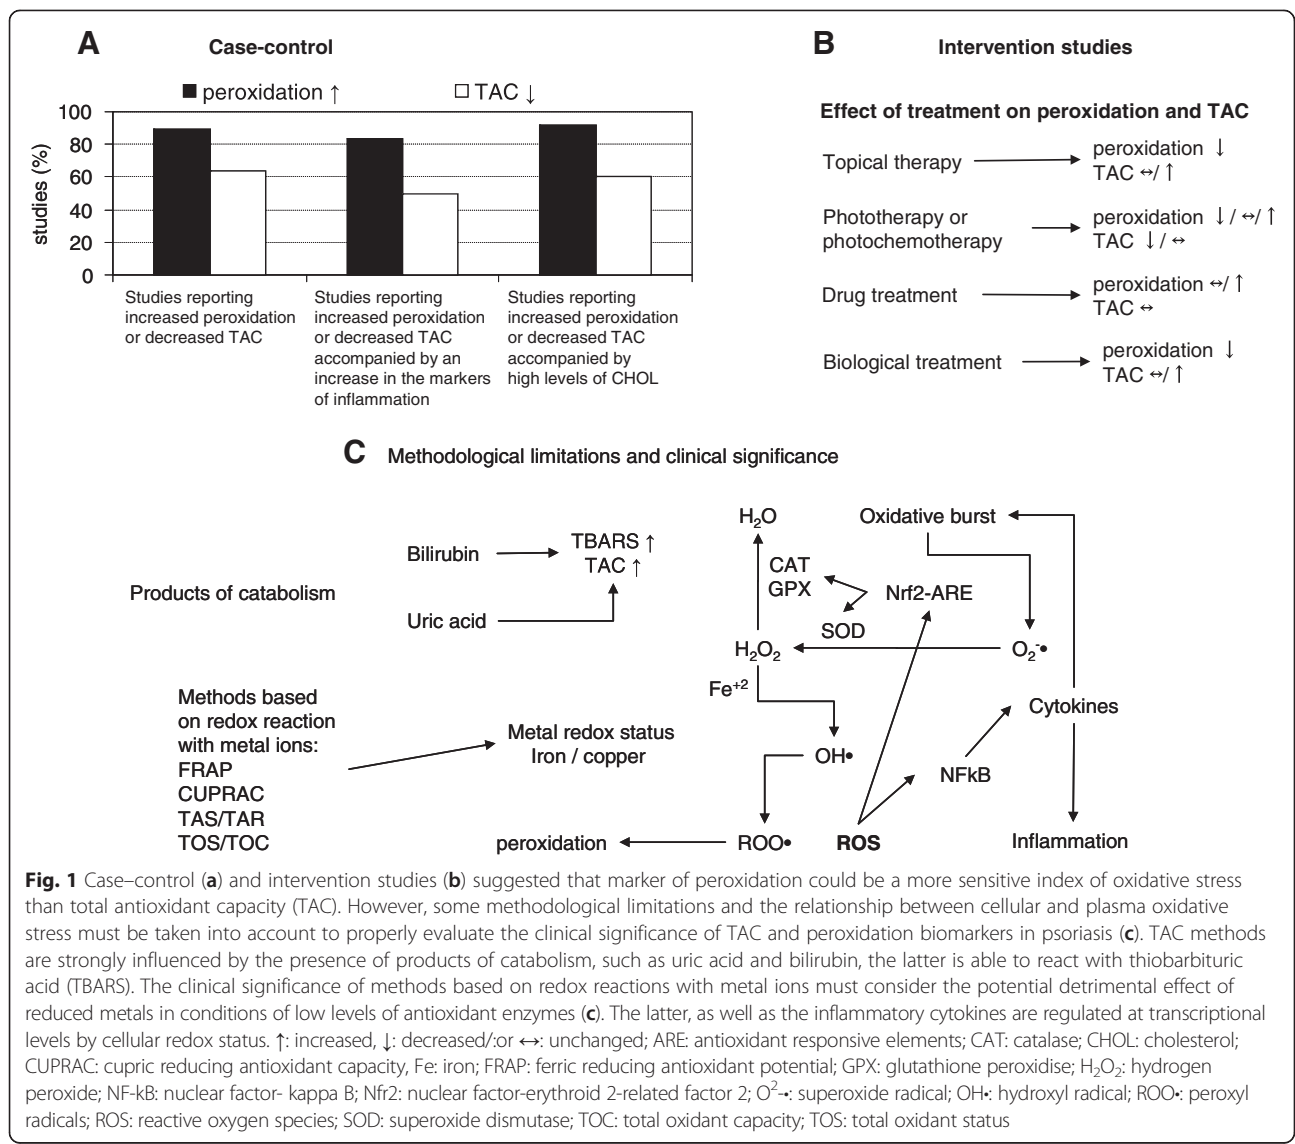 A
Case-control
peroxidation ↑
TAC ↓
studies (%)
100
80
60
40
20
0
Studies reporting
increased peroxidation
or decreased TAC
Studies reporting
increased peroxidation
or decreased TAC
accompanied by an
increase in the markers
of inflammation
Studies reporting
increased peroxidation
or decreased TAC
accompanied by
high levels of CHOL
B
Intervention studies
Effect of treatment on peroxidation and TAC
Topical therapy
peroxidation ↓
TAC ↔/ ↑
Phototherapy or
photochemotherapy
peroxidation ↓/ ↔/ ↑
TAC ↓/ ↔
Drug treatment
peroxidation ↔/ ↑
TAC ↔
Biological treatment
peroxidation ↓
TAC ↔/ ↑
C
Methodological limitations and clinical significance
Products of catabolism
Bilirubin
Uric acid
TBARS ↑
TAC ↑
Methods based
on redox reaction
with metal ions:
FRAP
CUPRAC
TAS/TAR
TOS/TOC
Metal redox status
Iron / copper
H₂O
Oxidative burst
CAT
GPX
Nrf2-ARE
SOD
H₂O₂
O₂⁻•
Fe⁺²
Cytokines
OH•
NFkB
peroxidation
ROO•
ROS
Inflammation
Fig. 1 Case–control (a) and intervention studies (b) suggested that marker of peroxidation could be a more sensitive index of oxidative stress
than total antioxidant capacity (TAC). However, some methodological limitations and the relationship between cellular and plasma oxidative
stress must be taken into account to properly evaluate the clinical significance of TAC and peroxidation biomarkers in psoriasis (c). TAC methods
are strongly influenced by the presence of products of catabolism, such as uric acid and bilirubin, the latter is able to react with thiobarbituric
acid (TBARS). The clinical significance of methods based on redox reactions with metal ions must consider the potential detrimental effect of
reduced metals in conditions of low levels of antioxidant enzymes (c). The latter, as well as the inflammatory cytokines are regulated at transcriptional
levels by cellular redox status. ↑: increased, ↓: decreased/:or ↔: unchanged; ARE: antioxidant responsive elements; CAT: catalase; CHOL: cholesterol;
CUPRAC: cupric reducing antioxidant capacity, Fe: iron; FRAP: ferric reducing antioxidant potential; GPX: glutathione peroxidise; H₂O₂: hydrogen
peroxide; NF-kB: nuclear factor- kappa B; Nfr2: nuclear factor-erythroid 2-related factor 2; O²-•: superoxide radical; OH•: hydroxyl radical; ROO•: peroxyl
radicals; ROS: reactive oxygen species; SOD: superoxide dismutase; TOC: total oxidant capacity; TOS: total oxidant status